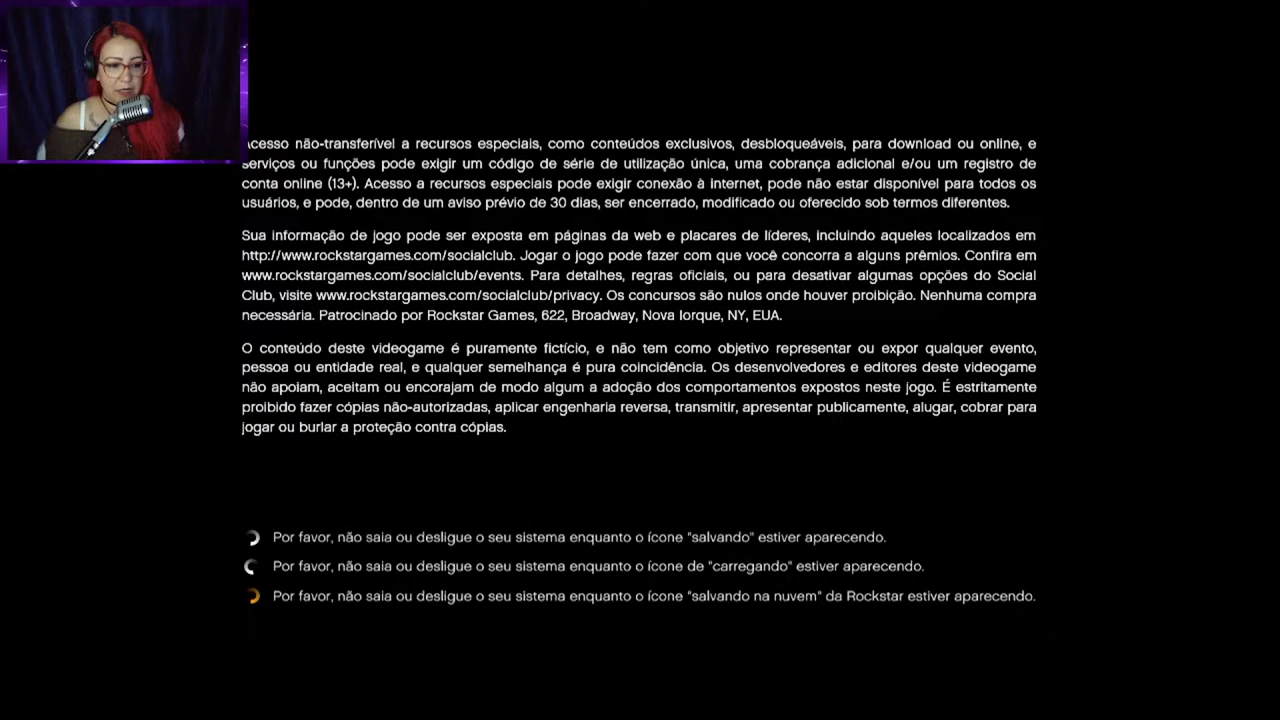 Acesso não-transferível a recursos especiais, como conteúdos exclusivos, desbloqueáveis, para download ou online, e
serviços ou funções pode exigir um código de série de utilização única, uma cobrança adicional e/ou um registro de
conta online (13+). Acesso a recursos especiais pode exigir conexão à internet, pode não estar disponível para todos os
usuários, e pode, dentro de um aviso prévio de 30 dias, ser encerrado, modificado ou oferecido sob termos diferentes.
Sua informação de jogo pode ser exposta em páginas da web e placares de líderes, incluindo aqueles localizados em
http://www.rockstargames.com/socialclub. Jogar o jogo pode fazer com que você concorra a alguns prêmios. Confira em
www.rockstargames.com/socialclub/events. Para detalhes, regras oficiais, ou para desativar algumas opções do Social
Club, visite www.rockstargames.com/socialclub/privacy. Os concursos são nulos onde houver proibição. Nenhuma compra
necessária. Patrocinado por Rockstar Games, 622, Broadway, Nova Iorque, NY, EUA.
O conteúdo deste videogame é puramente fictício, e não tem como objetivo representar ou expor qualquer evento,
pessoa ou entidade real, e qualquer semelhança é pura coincidência. Os desenvolvedores e editores deste videogame
não apoiam, aceitam ou encorajam de modo algum a adoção dos comportamentos expostos neste jogo. É estritamente
proibido fazer cópias não-autorizadas, aplicar engenharia reversa, transmitir, apresentar publicamente, alugar, cobrar para
jogar ou burlar a proteção contra cópias.
Por favor, não saia ou desligue o seu sistema enquanto o ícone "salvando" estiver aparecendo.
Por favor, não saia ou desligue o seu sistema enquanto o ícone de "carregando" estiver aparecendo.
Por favor, não saia ou desligue o seu sistema enquanto o ícone "salvando na nuvem" da Rockstar estiver aparecendo.